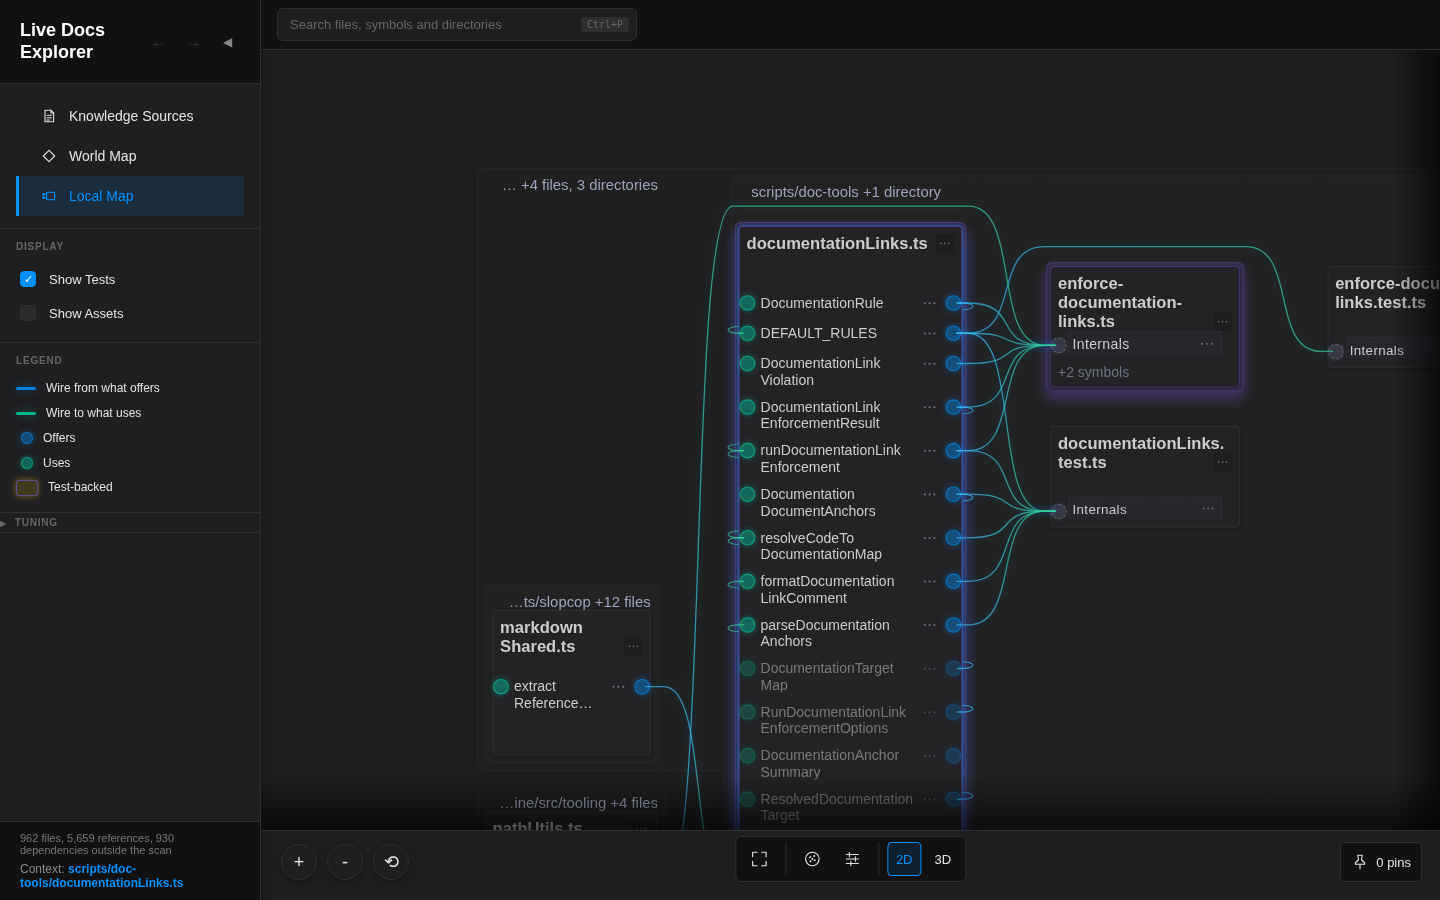 Live Docs
Explorer
Search files, symbols and directories
Ctrl+P
Knowledge Sources
World Map
Local Map
DISPLAY
Show Tests
Show Assets
LEGEND
Wire from what offers
Wire to what uses
Offers
Uses
Test-backed
TUNING
962 files, 5,659 references, 930
dependencies outside the scan
Context: scripts/doc-
tools/documentationLinks.ts
… +4 files, 3 directories
scripts/doc-tools +1 directory
documentationLinks.ts
DocumentationRule
DEFAULT_RULES
DocumentationLink
Violation
DocumentationLink
EnforcementResult
runDocumentationLink
Enforcement
Documentation
DocumentAnchors
resolveCodeTo
DocumentationMap
formatDocumentation
LinkComment
parseDocumentation
Anchors
DocumentationTarget
Map
RunDocumentationLink
EnforcementOptions
DocumentationAnchor
Summary
ResolvedDocumentation
Target
enforce-
documentation-
links.ts
Internals
+2 symbols
documentationLinks.
test.ts
Internals
enforce-docu
links.test.ts
Internals
…ts/slopcop +12 files
markdown
Shared.ts
extract
Reference…
…ine/src/tooling +4 files
pathUtils.ts
+
-
2D
3D
0 pins